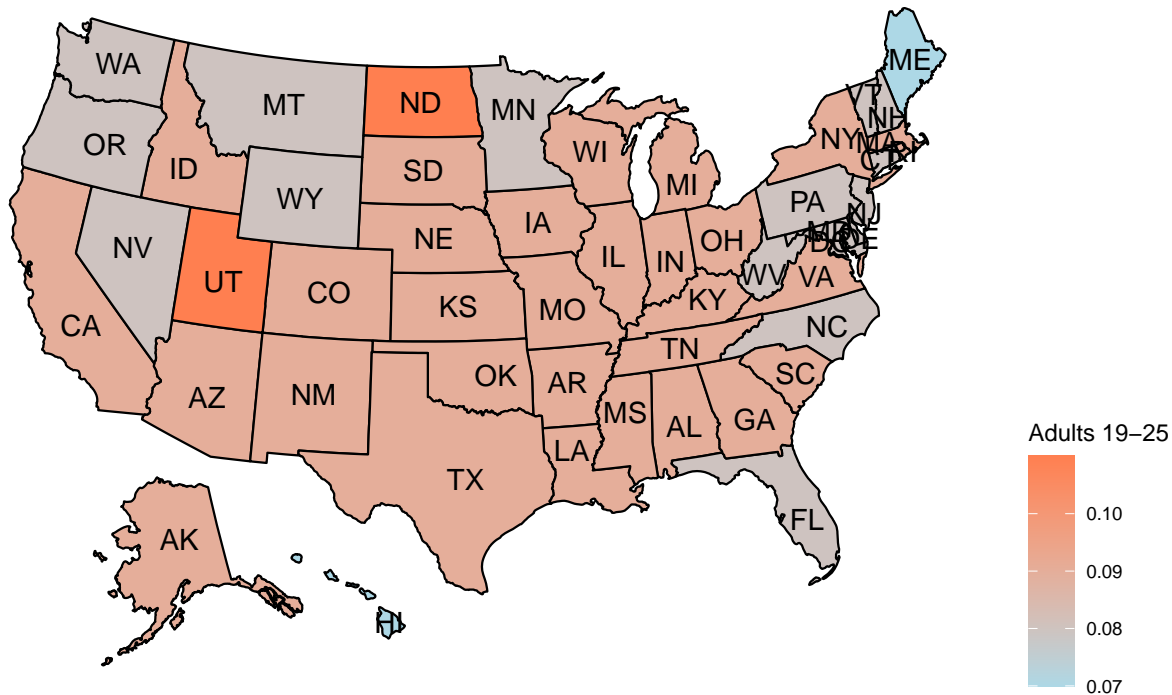 ME
WA
MT
ND
MN
VT
NH
OR
NY
MA
ID
SD
WI
RI
CT
MI
WY
PA
NJ
NV
NE
IA
OH
DE
IL
IN
WV
UT
CO
VA
KS
MO
KY
CA
NC
TN
OK
SC
AZ
NM
AR
MS
GA
AL
LA
TX
FL
AK
HI
Adults 19–25
0.10
0.09
0.08
0.07